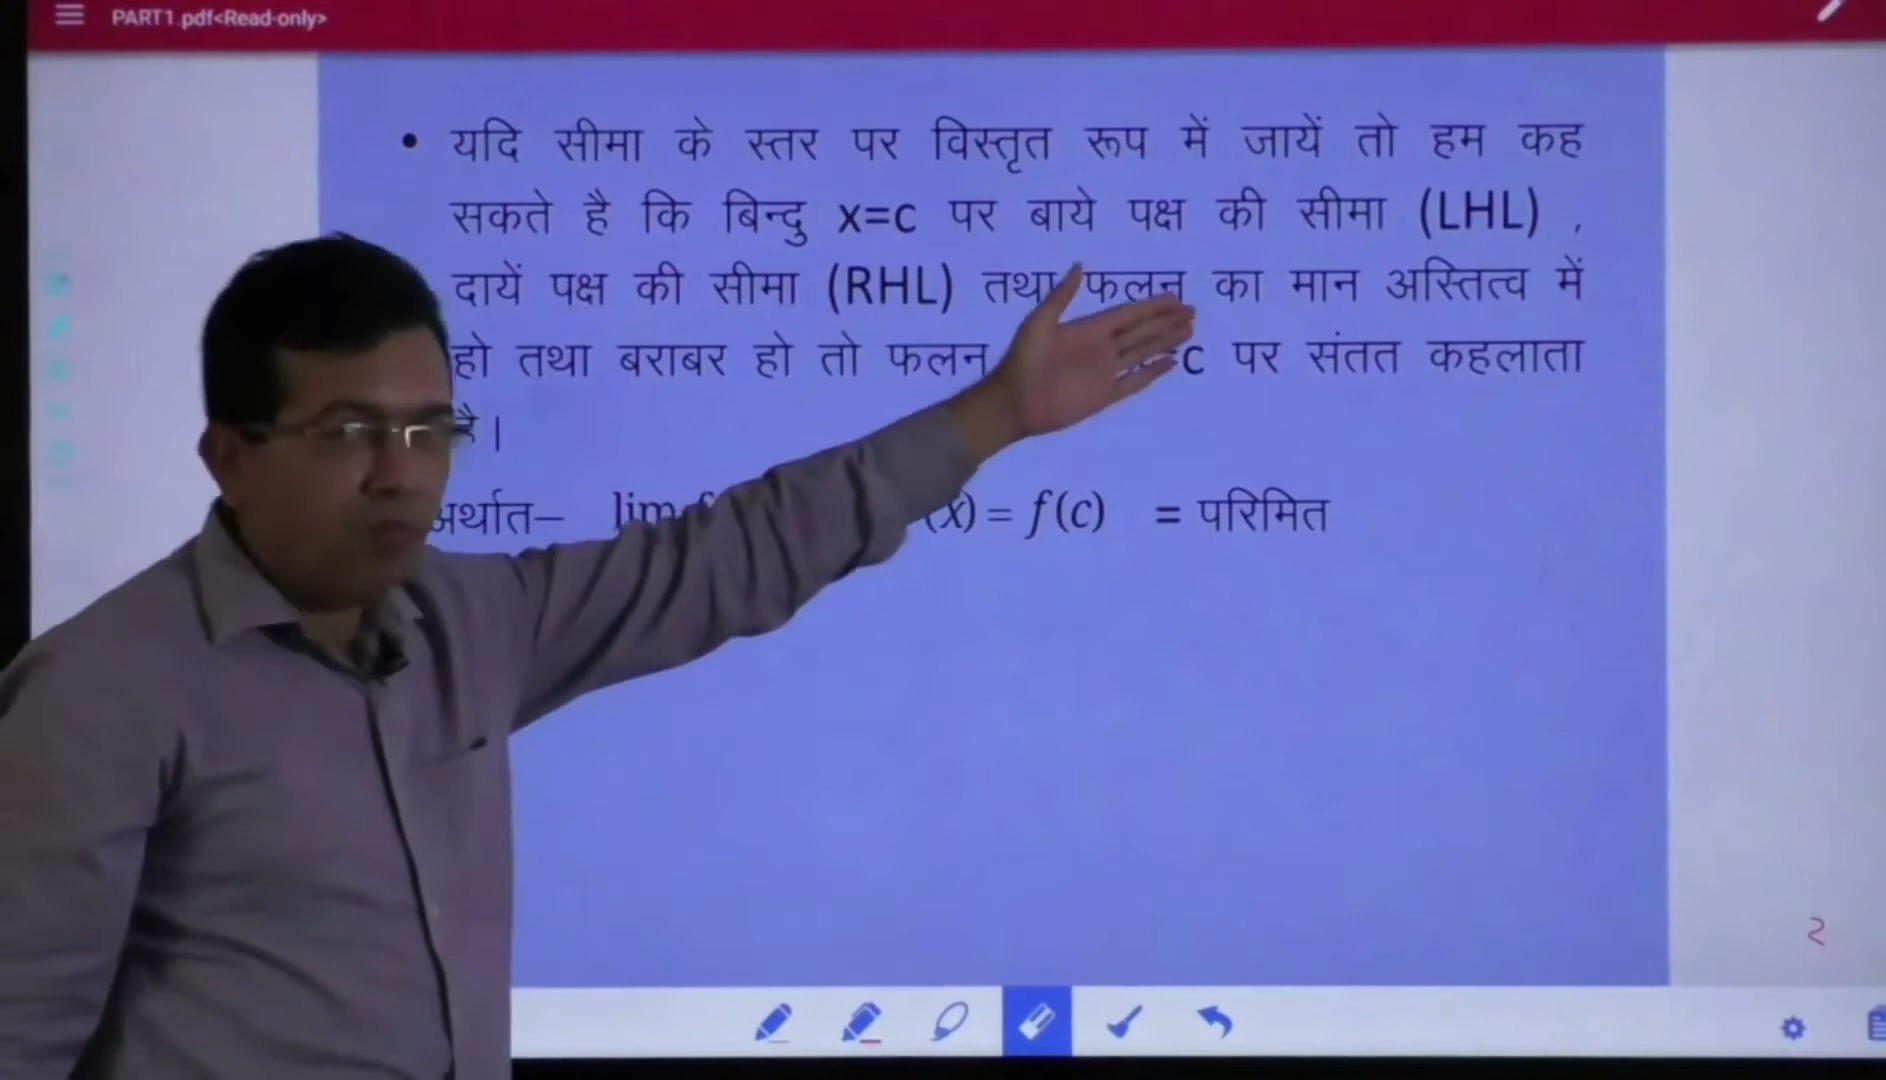 PART1.pdf<Read-only>
• यदि सीमा के स्तर पर विस्तृत रूप में जायें तो हम कह
सकते है कि बिन्दु x=c पर बाये पक्ष की सीमा (LHL) ,
दायें पक्ष की सीमा (RHL) तथा फलन का मान अस्तित्व में
हो तथा बराबर हो तो फलन =c पर संतत कहलाता
है।
अर्थात– lim f (x) = f(c) = परिमित
2